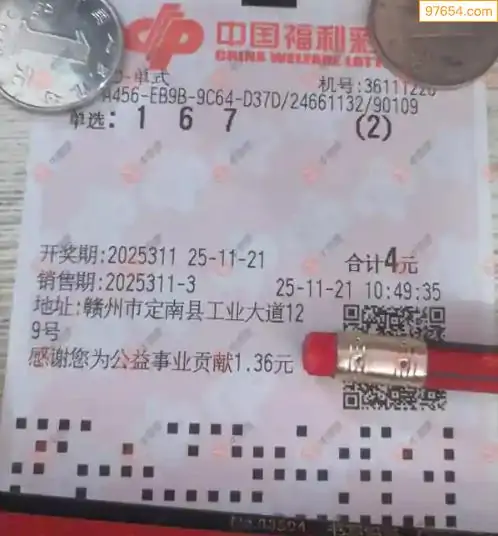 97654.com
中国福利彩
CHINA WELFARE LOTT
D-单式
机号:36111220
A456-EB9B-9C64-D37D/24661132/90109
单选: 1 6 7 (2)
开奖期:2025311 25-11-21
合计4元
销售期:2025311-3
25-11-21 10:49:35
地址:赣州市定南县工业大道12
9号
感谢您为公益事业贡献1.36元